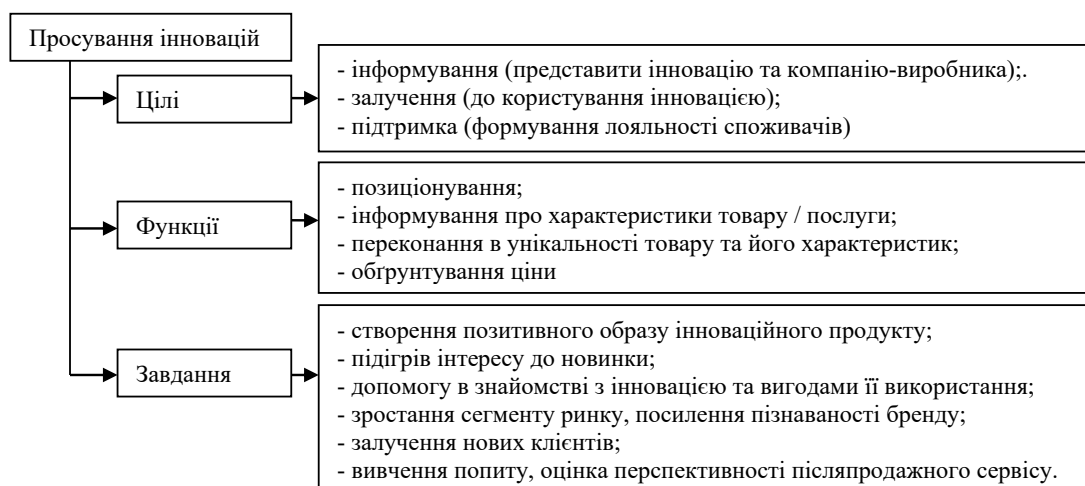 Просування інновацій
Цілі
- інформування (представити інновацію та компанію-виробника);.
- залучення (до користування інновацією);
- підтримка (формування лояльності споживачів)
Функції
- позиціонування;
- інформування про характеристики товару / послуги;
- переконання в унікальності товару та його характеристик;
- обґрунтування ціни
Завдання
- створення позитивного образу інноваційного продукту;
- підігрів інтересу до новинки;
- допомогу в знайомстві з інновацією та вигодами її використання;
- зростання сегменту ринку, посилення пізнаваності бренду;
- залучення нових клієнтів;
- вивчення попиту, оцінка перспективності післяпродажного сервісу.